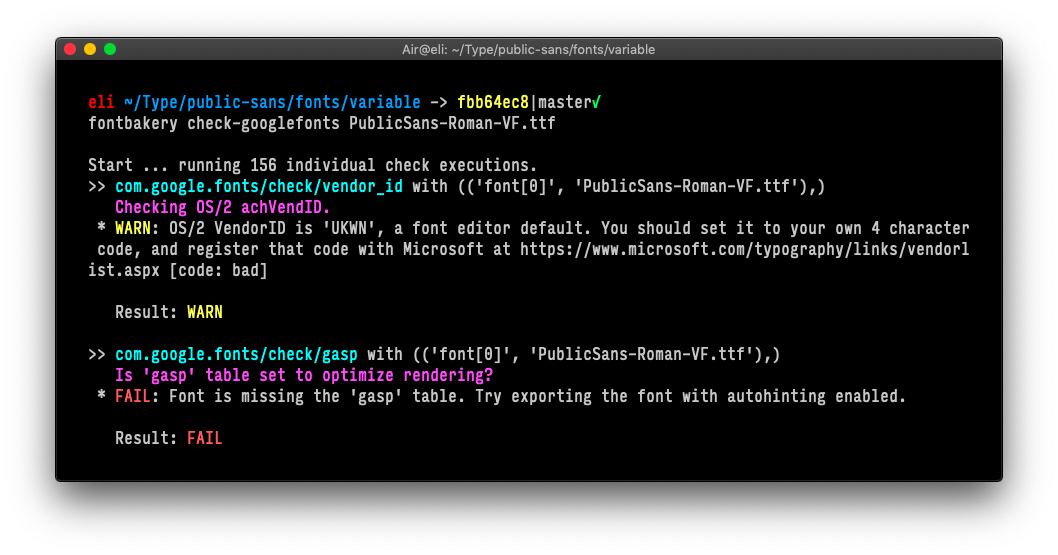 Air@eli: ~/Type/public-sans/fonts/variable
eli ~/Type/public-sans/fonts/variable -> fbb64ec8|master✓
fontbakery check-googlefonts PublicSans-Roman-VF.ttf
Start ... running 156 individual check executions.
>> com.google.fonts/check/vendor_id with (('font[0]', 'PublicSans-Roman-VF.ttf'),)
Checking OS/2 achVendID.
* WARN: OS/2 VendorID is 'UKWN', a font editor default. You should set it to your own 4 character
code, and register that code with Microsoft at https://www.microsoft.com/typography/links/vendorl
ist.aspx [code: bad]
Result: WARN
>> com.google.fonts/check/gasp with (('font[0]', 'PublicSans-Roman-VF.ttf'),)
Is 'gasp' table set to optimize rendering?
* FAIL: Font is missing the 'gasp' table. Try exporting the font with autohinting enabled.
Result: FAIL